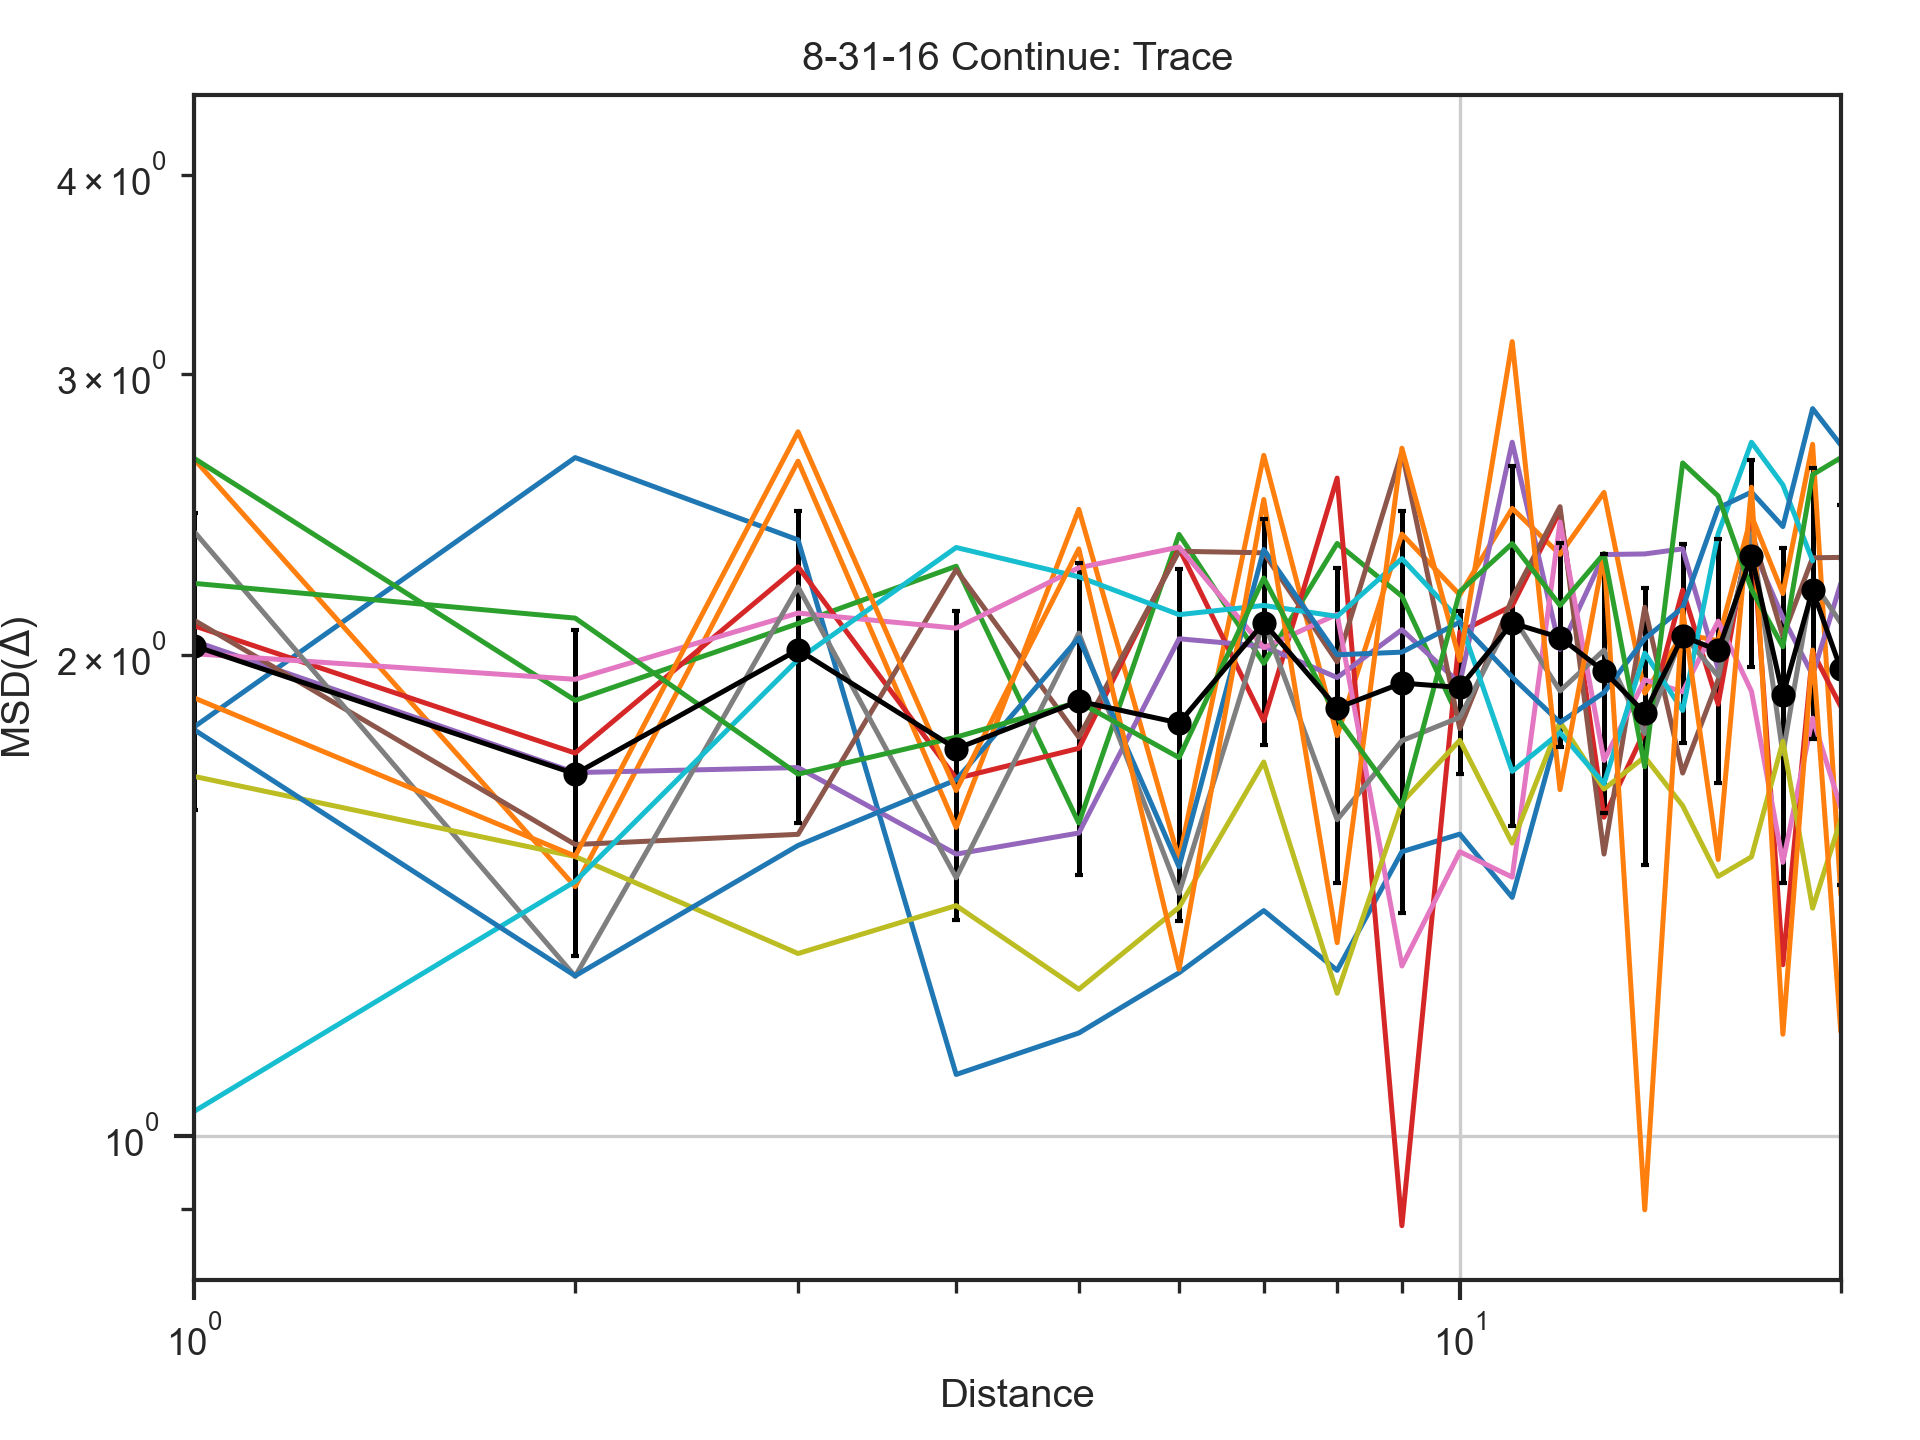 8-31-16 Continue: Trace
4 × 10⁰
3 × 10⁰
2 × 10⁰
10⁰
MSD(Δ)
10⁰ 10¹
Distance